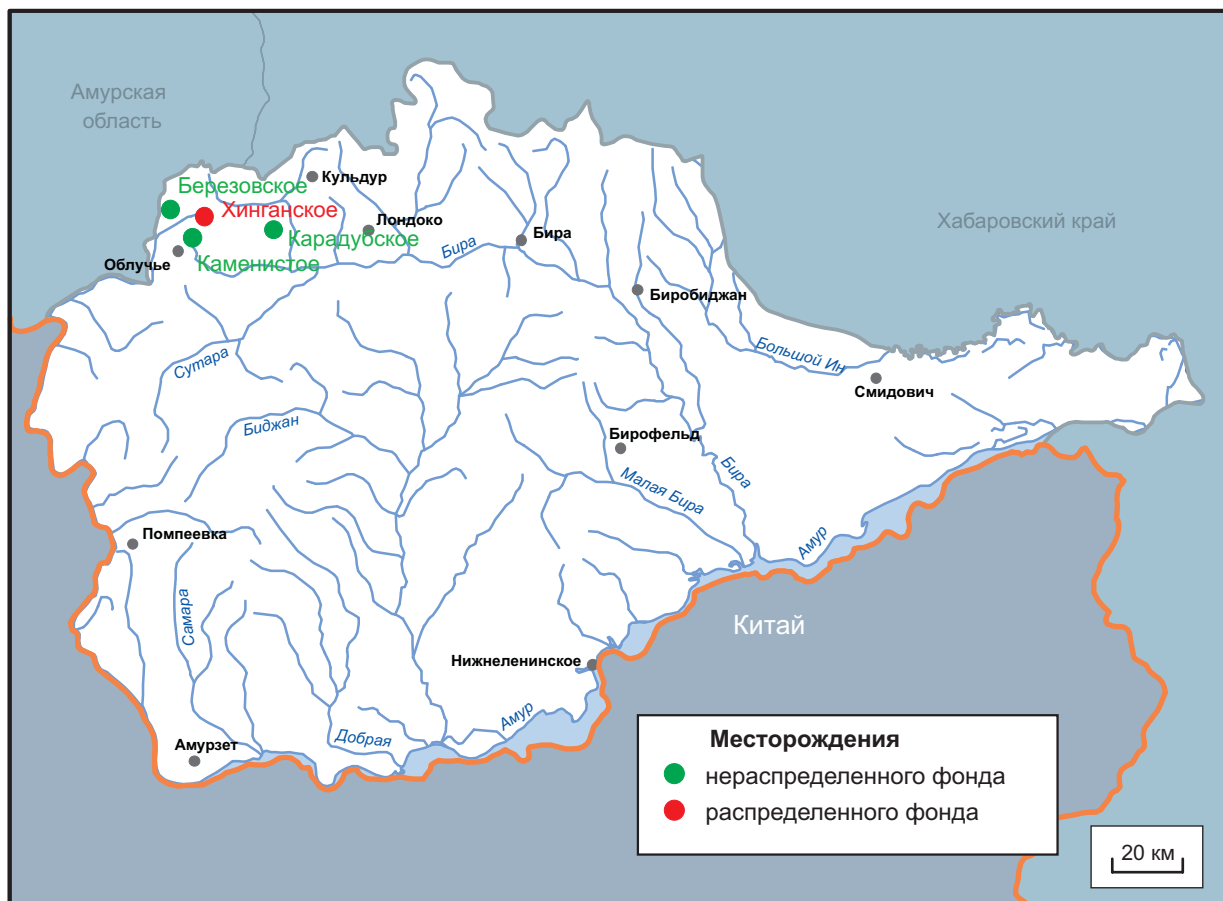 Амурская
область
Кульдур
Березовское
Хинганское
Лондоко
Хабаровский край
Бира
Бира
Карадубское
Облучье
Каменистое
Биробиджан
Большой Ин
Сутара
Смидович
Биджан
Бирофельд
Бира
Малая Бира
Помпеевка
Амур
Самара
Китай
Нижнеленинское
Амур
Добрая
Амурзет
Месторождения
нераспределенного фонда
распределенного фонда
20 км